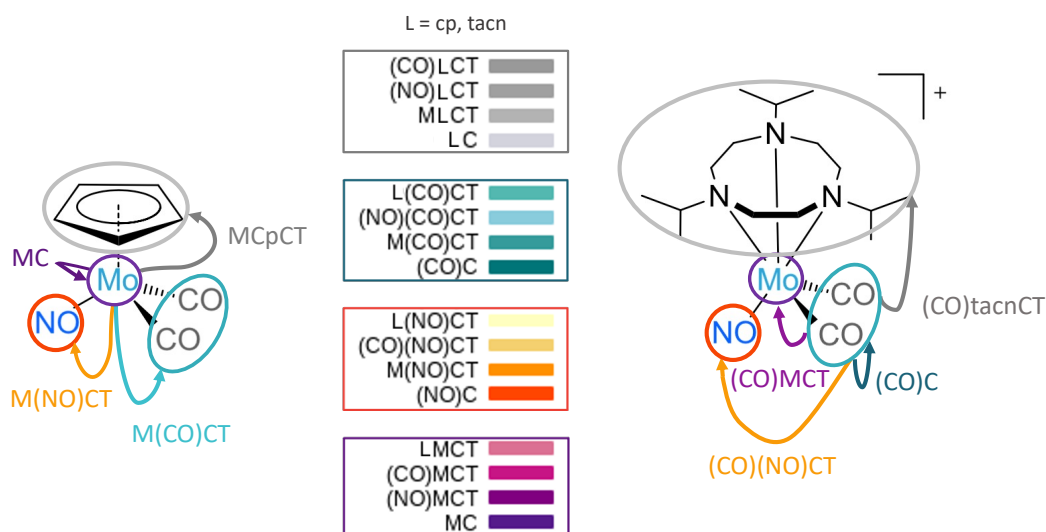 L = cp, tacn
(CO)LCT
(NO)LCT
MLCT
LC
L(CO)CT
(NO)(CO)CT
M(CO)CT
(CO)C
L(NO)CT
(CO)(NO)CT
M(NO)CT
(NO)C
LMCT
(CO)MCT
(NO)MCT
MC
MCpCT
MC
Mo
CO
NO
CO
M(NO)CT
M(CO)CT
+
N
N
N
Mo
CO
(CO)tacnCT
NO
CO
(CO)MCT
(CO)C
(CO)(NO)CT